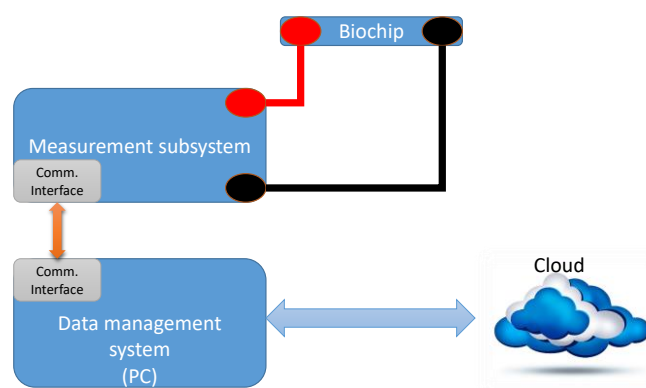 Biochip
Measurement subsystem
Comm.
Interface
Comm.
Interface
Cloud
Data management
system
(PC)